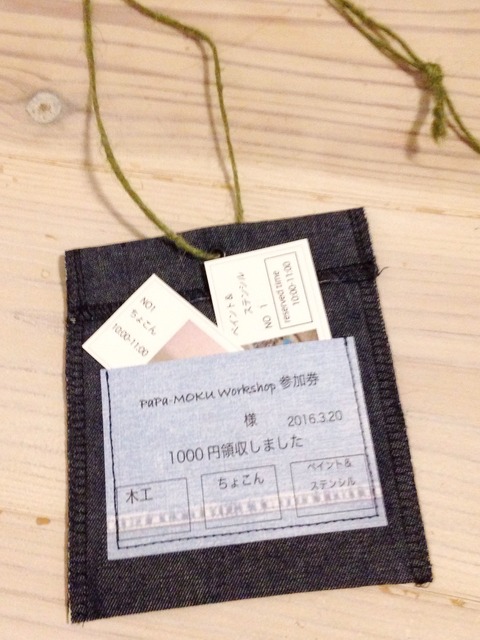 NO1
ちょこん
10:00-11:00
ペイント&
ステンシル
NO 1
reserved time
10:00-11:00
PaPa MOKU Workshop 参加券
様 2016.3.20
1000円領収しました
木工 ちょこん ペイント&
ステンシル